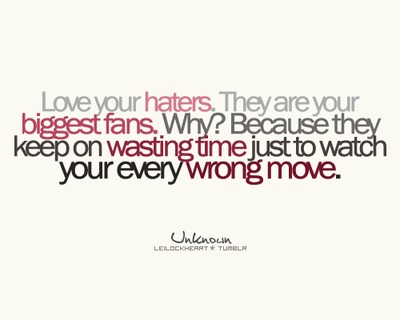 Love your haters. They are your
biggest fans. Why? Because they
keep on wasting time just to watch
your every wrong move.
Unknown
LEILOCKHEART★TUMBLR